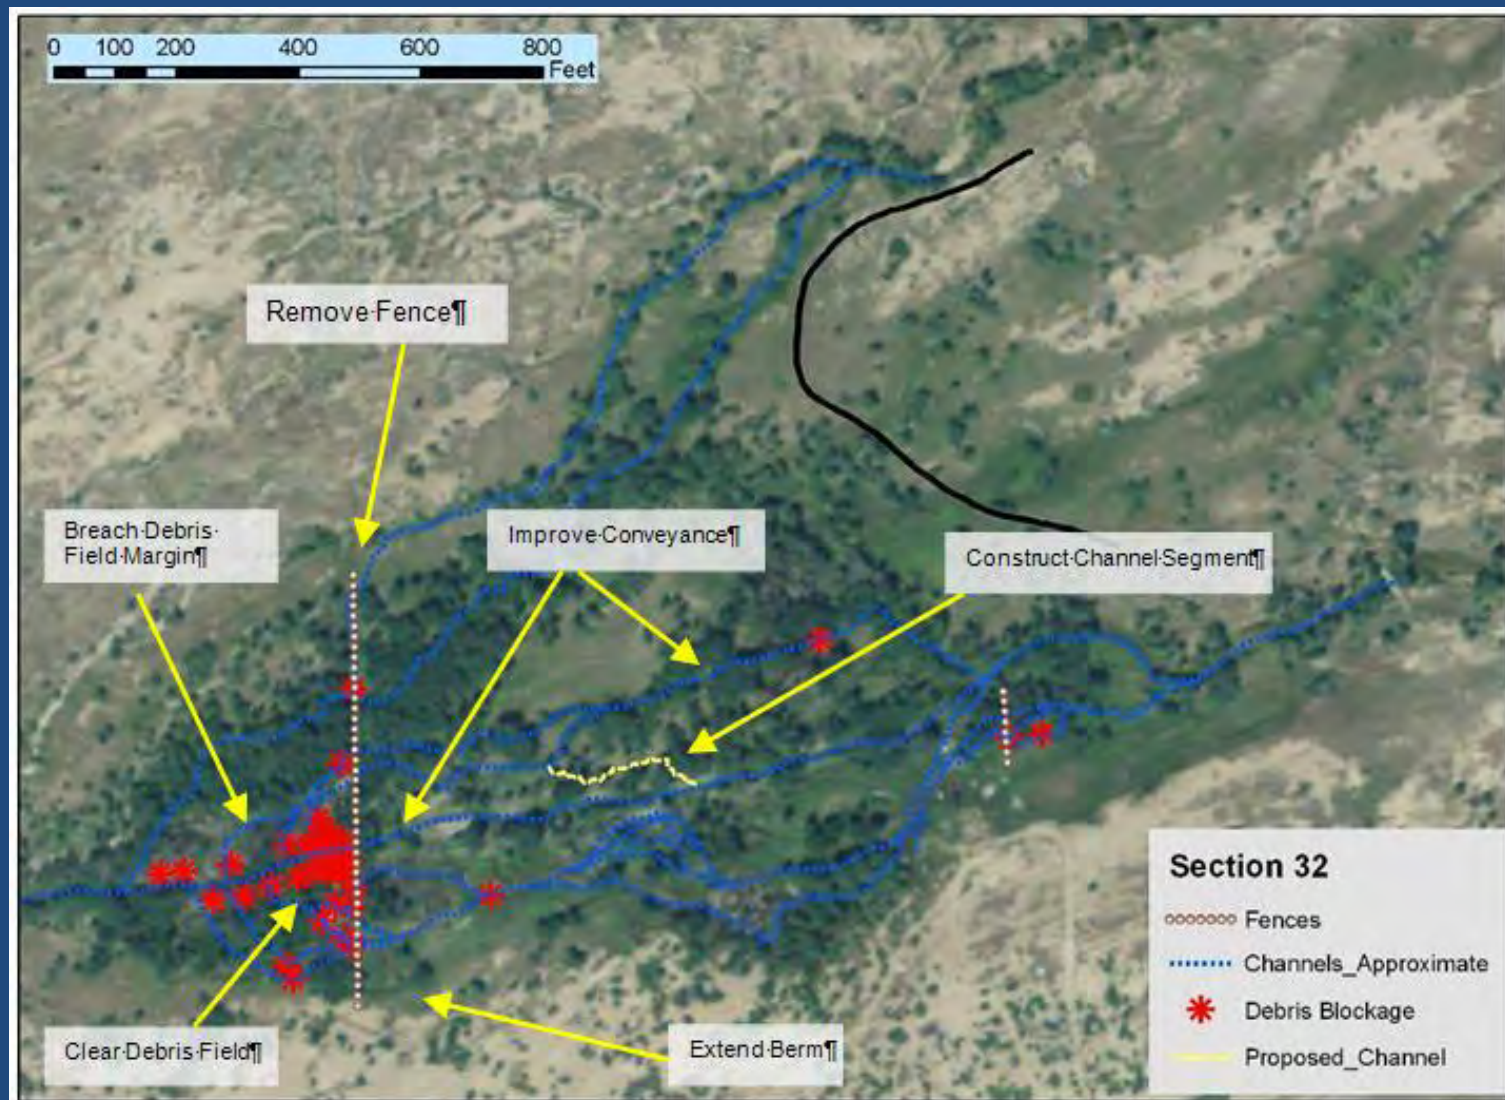 0 100 200 400 600 800
Feet
Remove·Fence¶
Breach·Debris·
Field·Margin¶
Improve·Conveyance¶
Construct·Channel·Segment¶
Clear·Debris·Field¶
Extend·Berm¶
Section 32
Fences
Channels_Approximate
Debris Blockage
Proposed_Channel